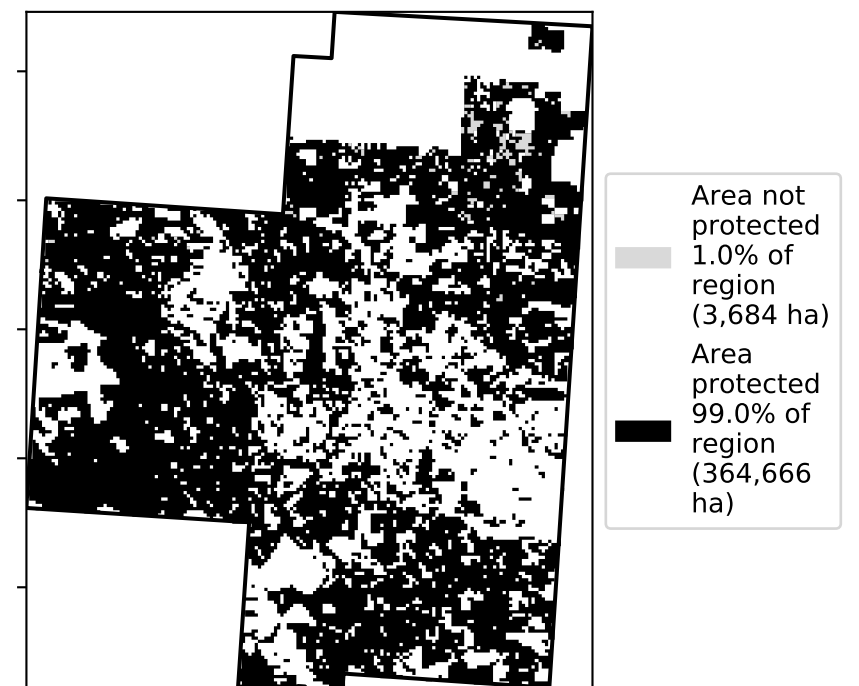 Area not
protected
1.0% of
region
(3,684 ha)
Area
protected
99.0% of
region
(364,666
ha)